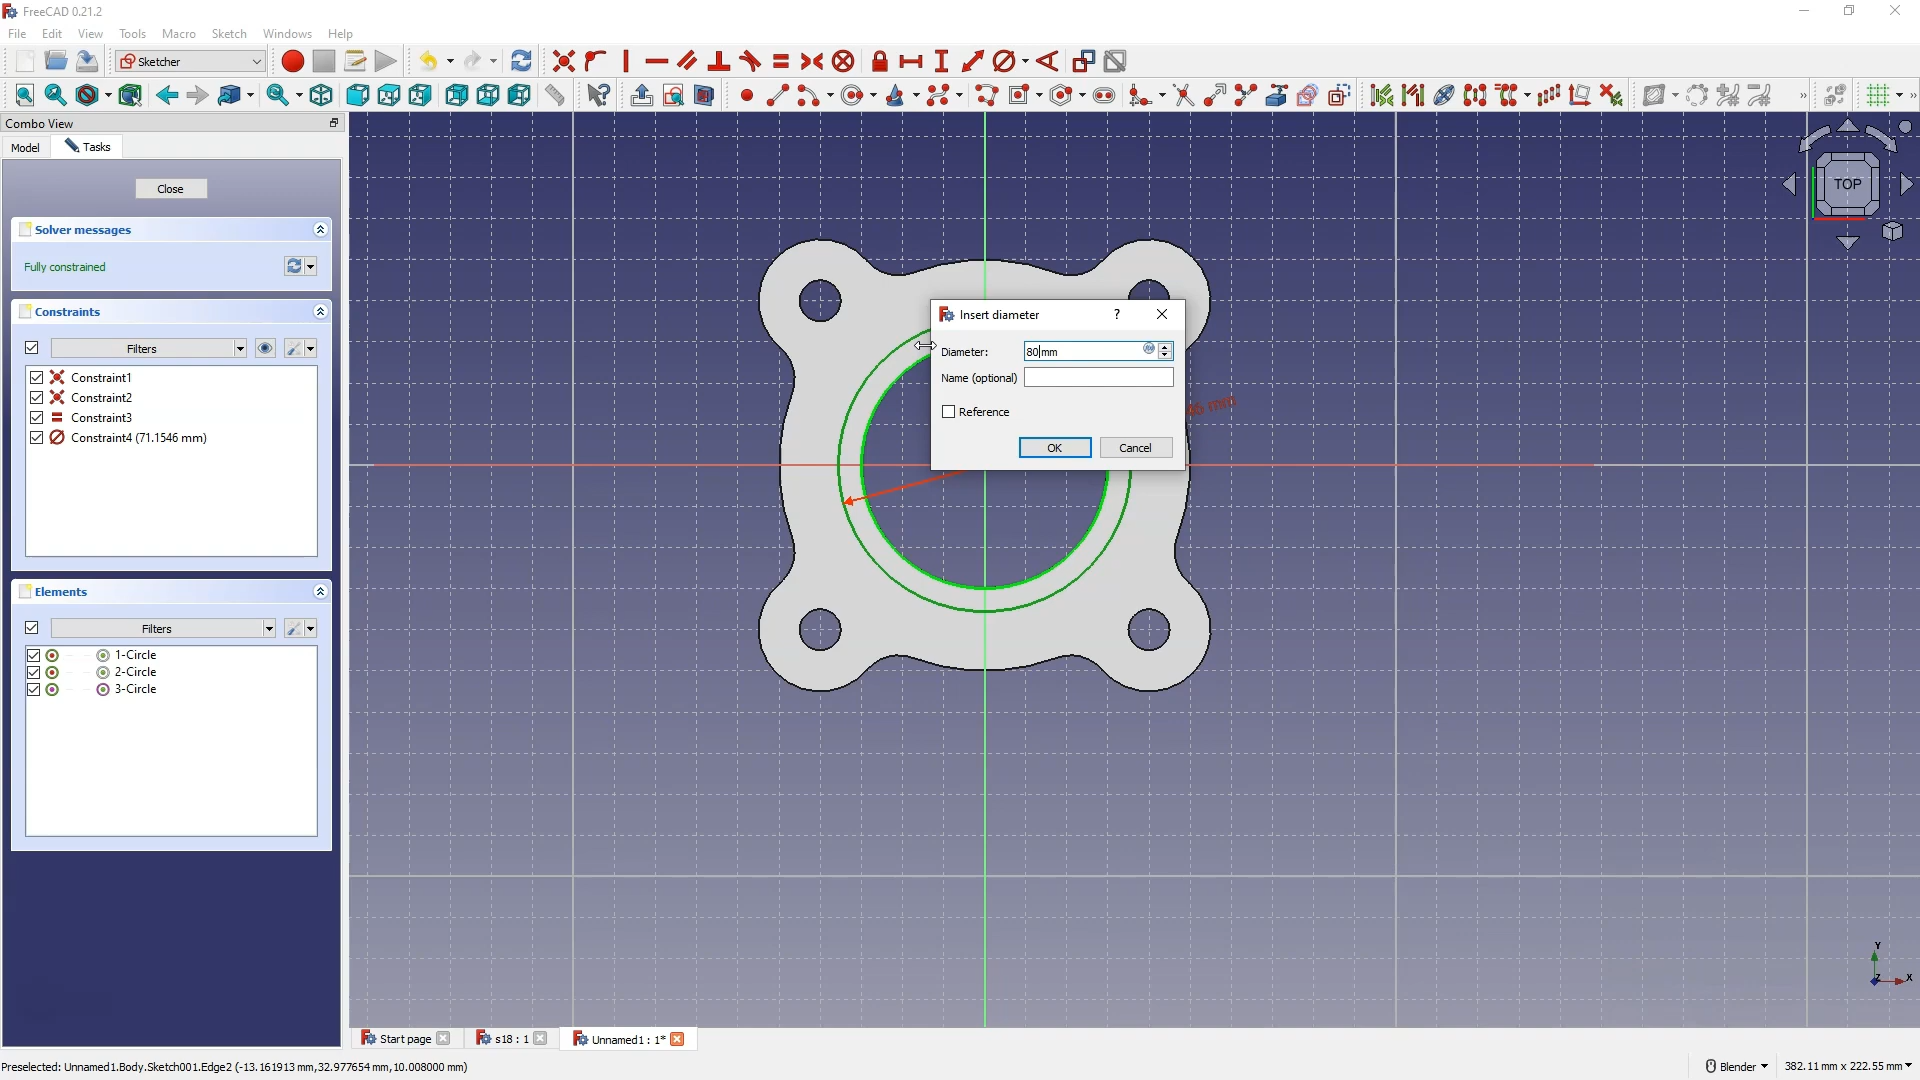 FreeCAD 0.21.2
File Edit View Tools Macro Sketch Windows Help
Sketcher
Combo View
Model Tasks
Close
Solver messages
Fully constrained
Constraints
Filters
Constraint1
Constraint2
Constraint3
Constraint4 (71.1546 mm)
Elements
Filters
1-Circle
2-Circle
3-Circle
TOP
Insert diameter ?
Diameter: 80mm
Name (optional)
Reference
OK Cancel
mm
Y
Z X
Start page s18 : 1 Unnamed1 : 1*
Preselected: Unnamed1.Body.Sketch001.Edge2 (-13.161913 mm,32.977654 mm,10.008000 mm)
Blender 382.11 mm x 222.55 mm